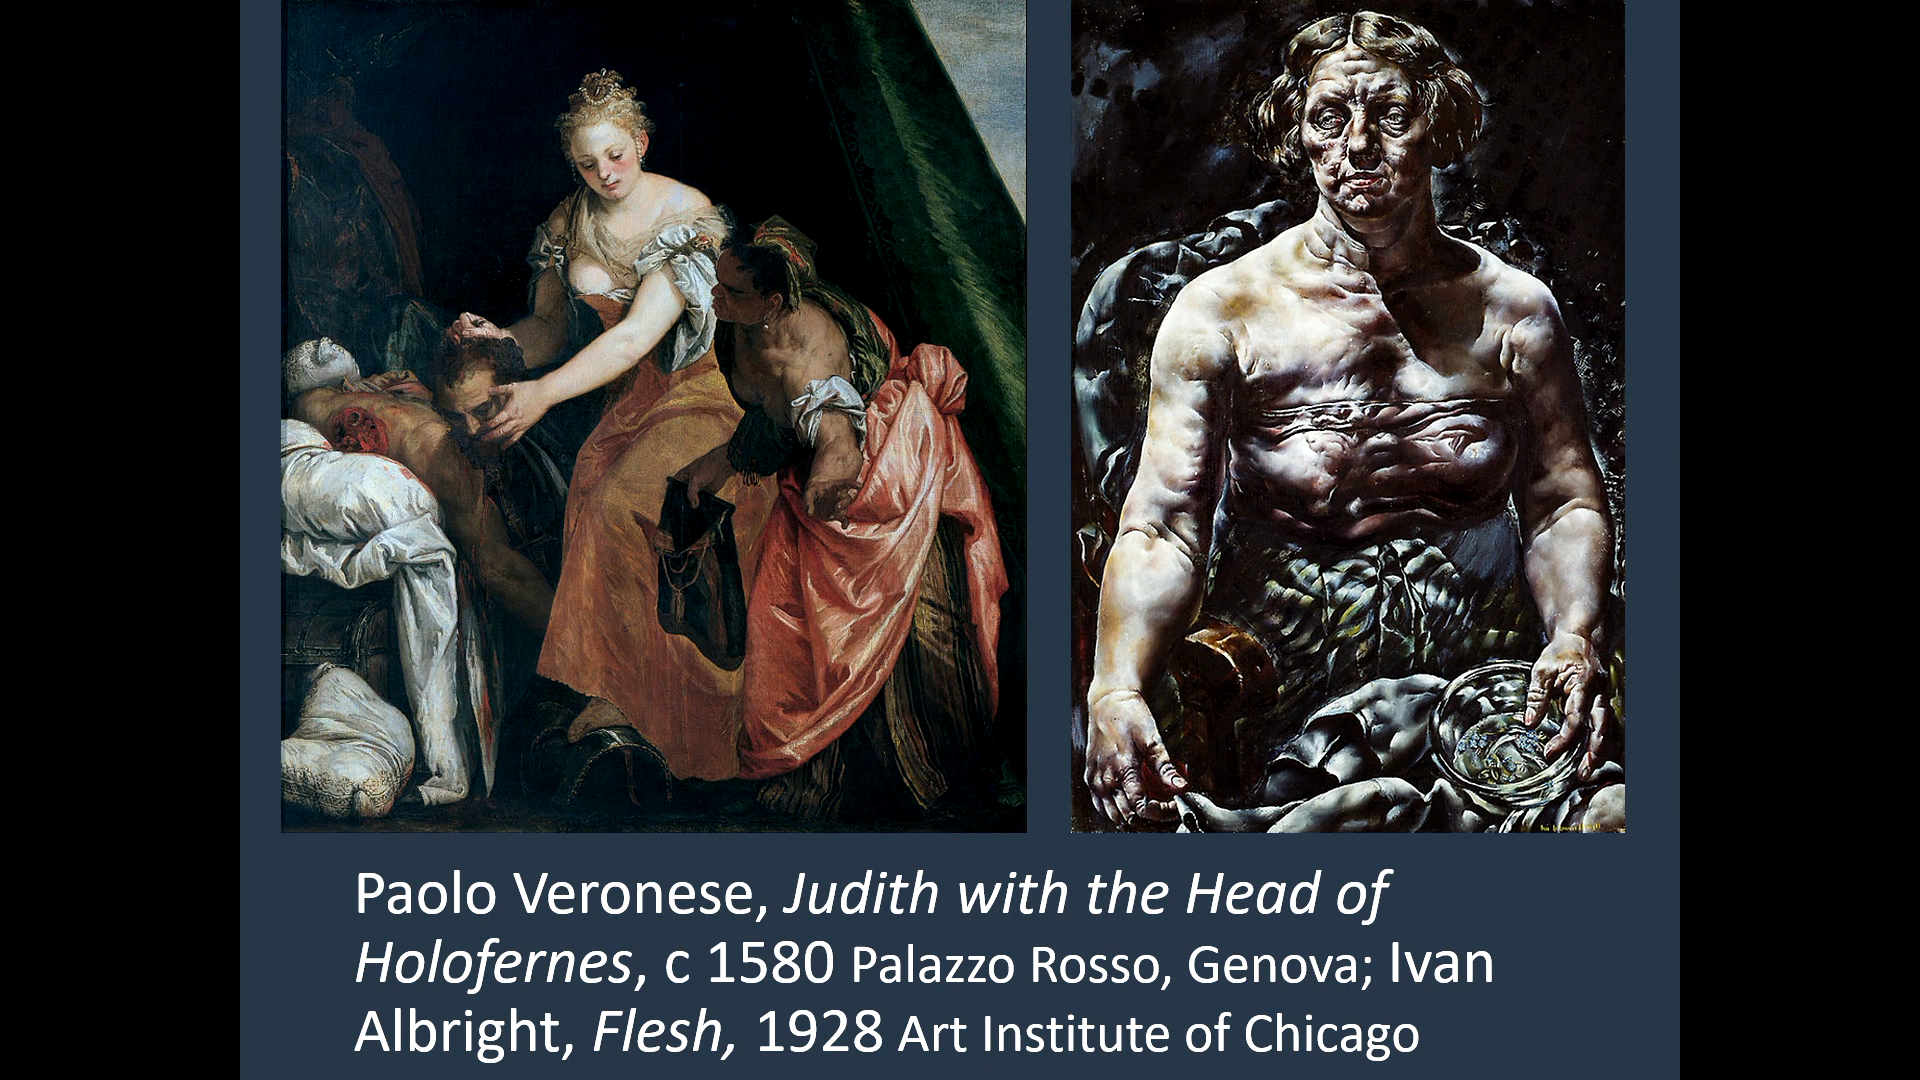 Paolo Veronese, Judith with the Head of
Holofernes, c 1580 Palazzo Rosso, Genova; Ivan
Albright, Flesh, 1928 Art Institute of Chicago